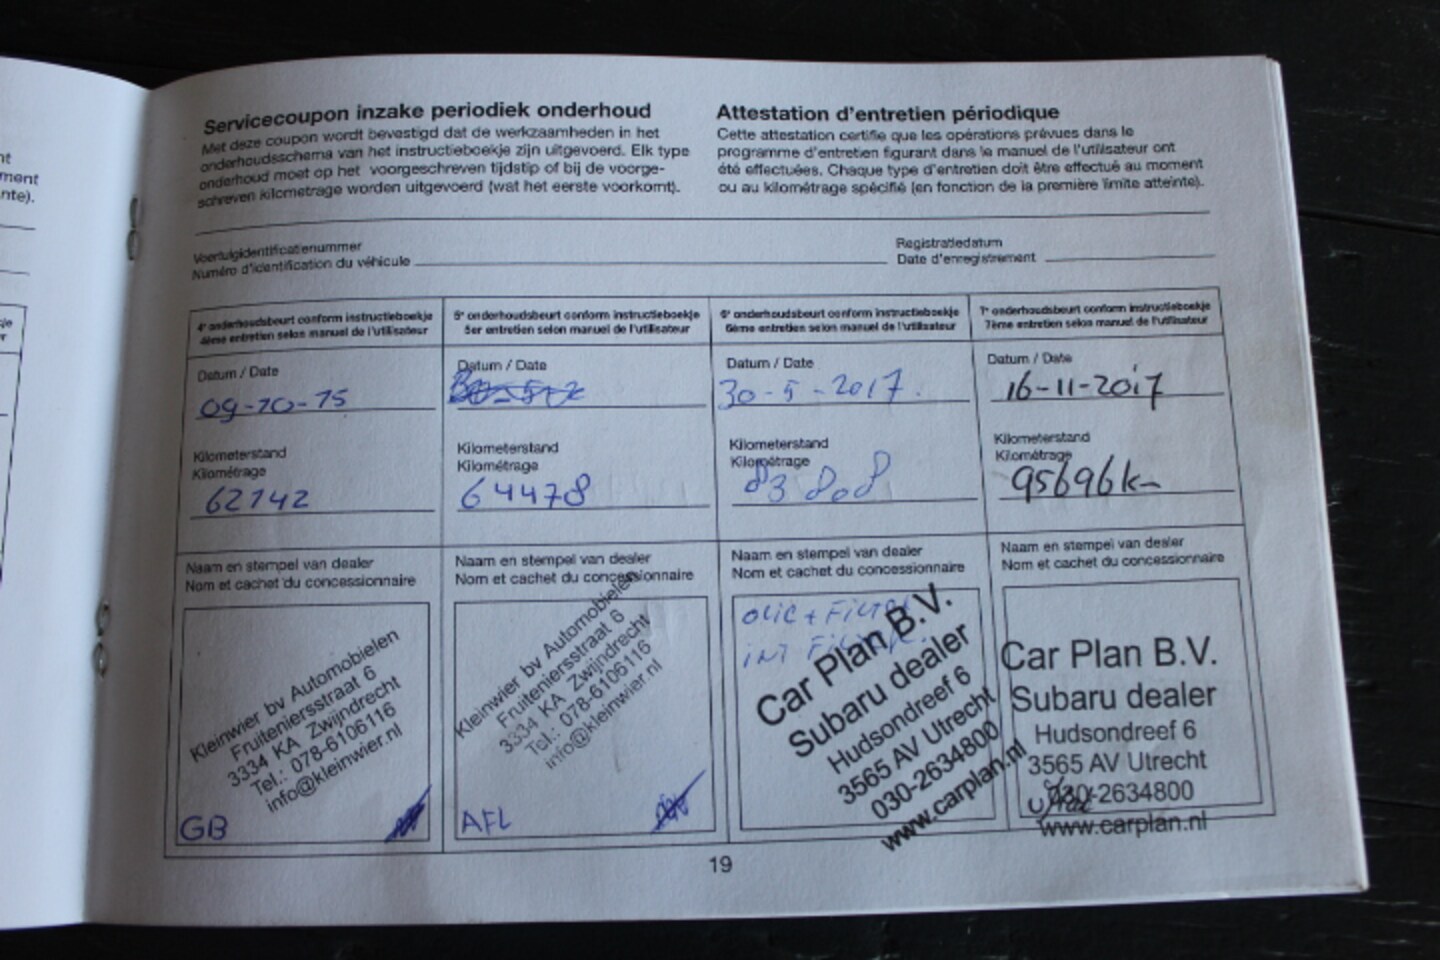 nt
ment
nte).
Servicecoupon inzake periodiek onderhoud
Met deze coupon wordt bevestigd dat de werkzaamheden in het
onderhoudsschema van het instructieboekje zijn uitgevoerd. Elk type
onderhoud moet op het voorgeschreven tijdstip of bij de voorge-
schreven kilometrage worden uitgevoerd (wat het eerste voorkomt).
Attestation d'entretien périodique
Cette attestation certifie que les opérations prévues dans le
programme d'entretien figurant dans le manuel de l'utilisateur ont
été effectuées. Chaque type d'entretien doit être effectué au moment
ou au kilométrage spécifié (en fonction de la première limite atteinte).
Voertuigidentificatienummer
Numéro d'identification du véhicule
Registratiedatum
Date d'enregistrement
4e onderhoudsbeurt conform instructieboekje
4ème entretien selon manuel de l'utilisateur
Datum / Date
09-10-15
Kilometerstand
Kilométrage
62142
Naam en stempel van dealer
Nom et cachet du concessionnaire
Kleinwier bv Automobielen
Fruiteniersstraat 6
3334 KA Zwijndrecht
Tel.: 078-6106116
info@kleinwier.nl
GB
5e onderhoudsbeurt conform instructieboekje
5er entretien selon manuel de l'utilisateur
Datum / Date
Kilometerstand
Kilométrage
64478
Naam en stempel van dealer
Nom et cachet du concessionnaire
Kleinwier bv Automobielen
Fruiteniersstraat 6
3334 KA Zwijndrecht
Tel.: 078-6106116
info@kleinwier.nl
AFL
6e onderhoudsbeurt conform instructieboekje
6ème entretien selon manuel de l'utilisateur
Datum / Date
30-5-2017.
Kilometerstand
Kilométrage
83808
Naam en stempel van dealer
Nom et cachet du concessionnaire
OLIE + FILTER
INT
Car Plan B.V.
Subaru dealer
Hudsondreef 6
3565 AV Utrecht
030-2634800
www.carplan.nl
7e onderhoudsbeurt conform instructieboekje
7ème entretien selon manuel de l'utilisateur
Datum / Date
16-11-2017
Kilometerstand
Kilométrage
95696km
Naam en stempel van dealer
Nom et cachet du concessionnaire
Car Plan B.V.
Subaru dealer
Hudsondreef 6
3565 AV Utrecht
030-2634800
www.carplan.nl
19